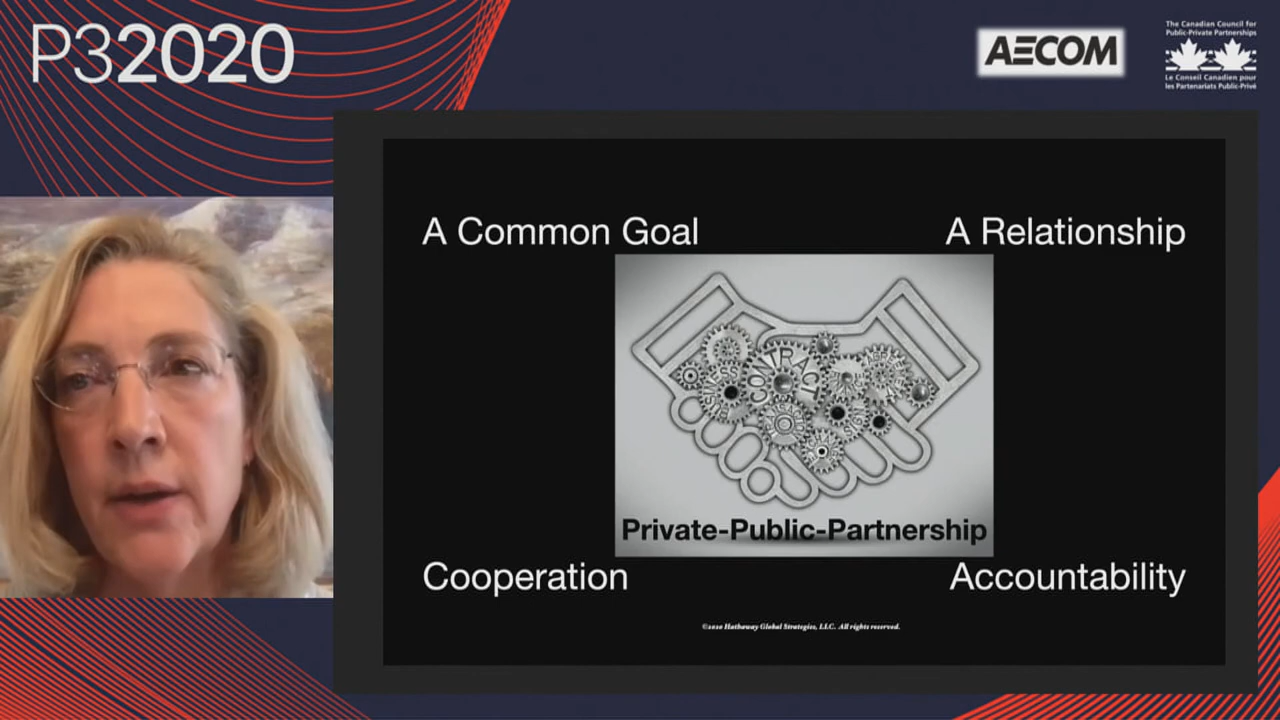 P32020
AECOM
The Canadian Council for
Public-Private Partnerships
Le Conseil Canadien pour
les Partenariats Public-Privé
A Common Goal
A Relationship
CONTRACT
Private-Public-Partnership
Cooperation
Accountability
©2020 Hathaway Global Strategies, LLC. All rights reserved.